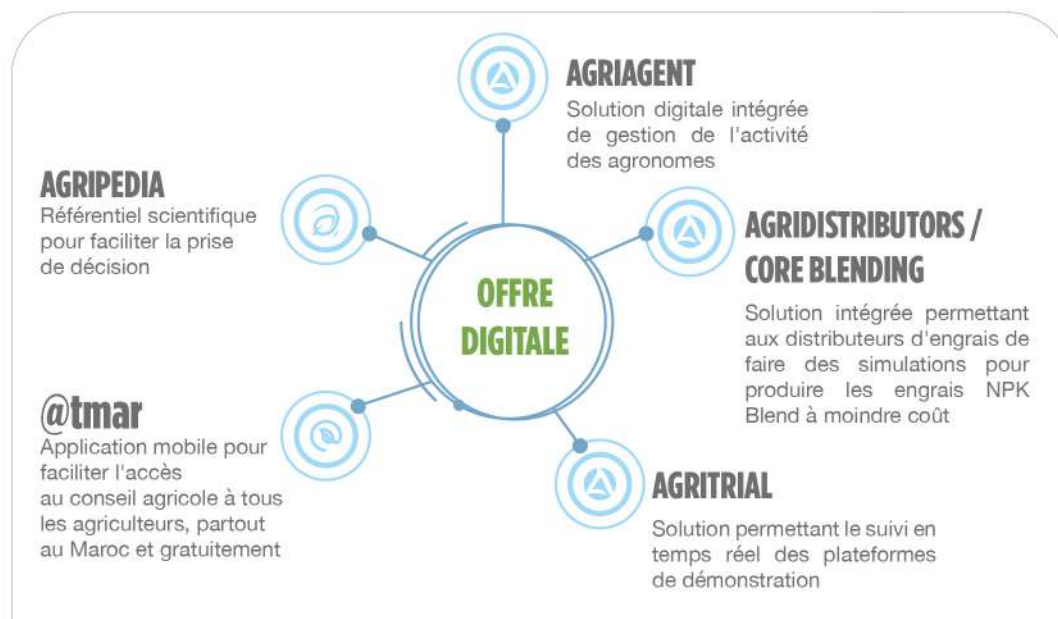 AGRIAGENT
Solution digitale intégrée
de gestion de l'activité
des agronomes
AGRIPEDIA
Référentiel scientifique
pour faciliter la prise
de décision
AGRIDISTRIBUTORS /
CORE BLENDING
Solution intégrée permettant
aux distributeurs d'engrais de
faire des simulations pour
produire les engrais NPK
Blend à moindre coût
OFFRE
DIGITALE
@tmar
Application mobile pour
faciliter l'accès
au conseil agricole à tous
les agriculteurs, partout
au Maroc et gratuitement
AGRITRIAL
Solution permettant le suivi en
temps réel des plateformes
de démonstration